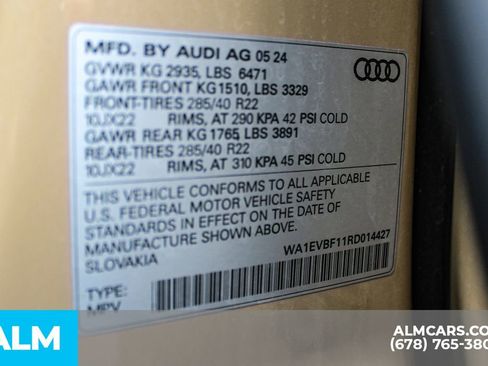 MFD. BY AUDI AG 05 24
GVWR KG 2935, LBS 6471
GAWR FRONT KG 1510, LBS 3329
FRONT-TIRES 285/40 R22
10JX22 RIMS, AT 290 KPA 42 PSI COLD
GAWR REAR KG 1765 LBS 3891
REAR-TIRES 285/40 R22
10JX22 RIMS, AT 310 KPA 45 PSI COLD
THIS VEHICLE CONFORMS TO ALL APPLICABLE
U.S. FEDERAL MOTOR VEHICLE SAFETY
STANDARDS IN EFFECT ON THE DATE OF
MANUFACTURE SHOWN ABOVE.
SLOVAKIA WA1EVBF11RD014427
TYPE:
MPV
ALM
ALMCARS.CO
(678) 765-380